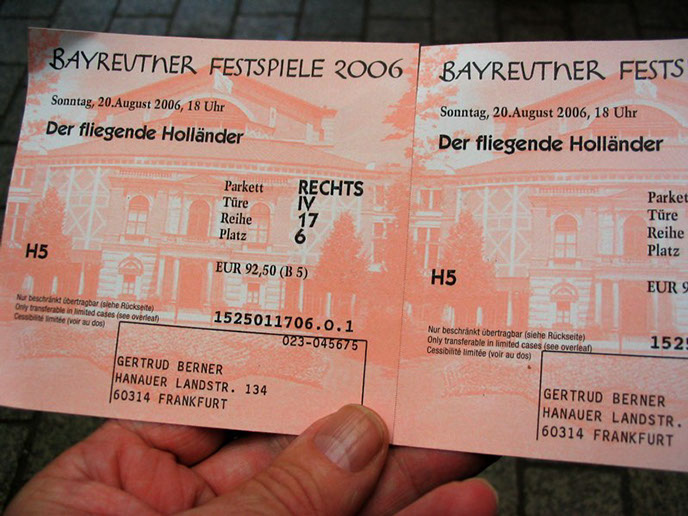 BAYREUTHER FESTSPIELE 2006
Sonntag, 20.August 2006, 18 Uhr
Der fliegende Holländer
Parkett RECHTS
Türe IV
Reihe 17
Platz 6
H5
EUR 92,50 (B 5)
Nur beschränkt übertragbar (siehe Rückseite)
Only transferable in limited cases (see overleaf)
Cessibilité limitée (voir au dos)
1525011706.0.1
023-045675
GERTRUD BERNER
HANAUER LANDSTR. 134
60314 FRANKFURT
BAYREUTHER FESTS
Sonntag, 20.August 2006, 18 Uhr
Der fliegende Holländer
Parket
Türe
Reihe
Platz
H5
EUR 9
Nur beschränkt übertragbar (siehe Rückseite)
Only transferable in limited cases (see overleaf)
Cessibilité limitée (voir au dos)
1525
GERTRUD BERNER
HANAUER LANDSTR.
60314 FRANKFURT